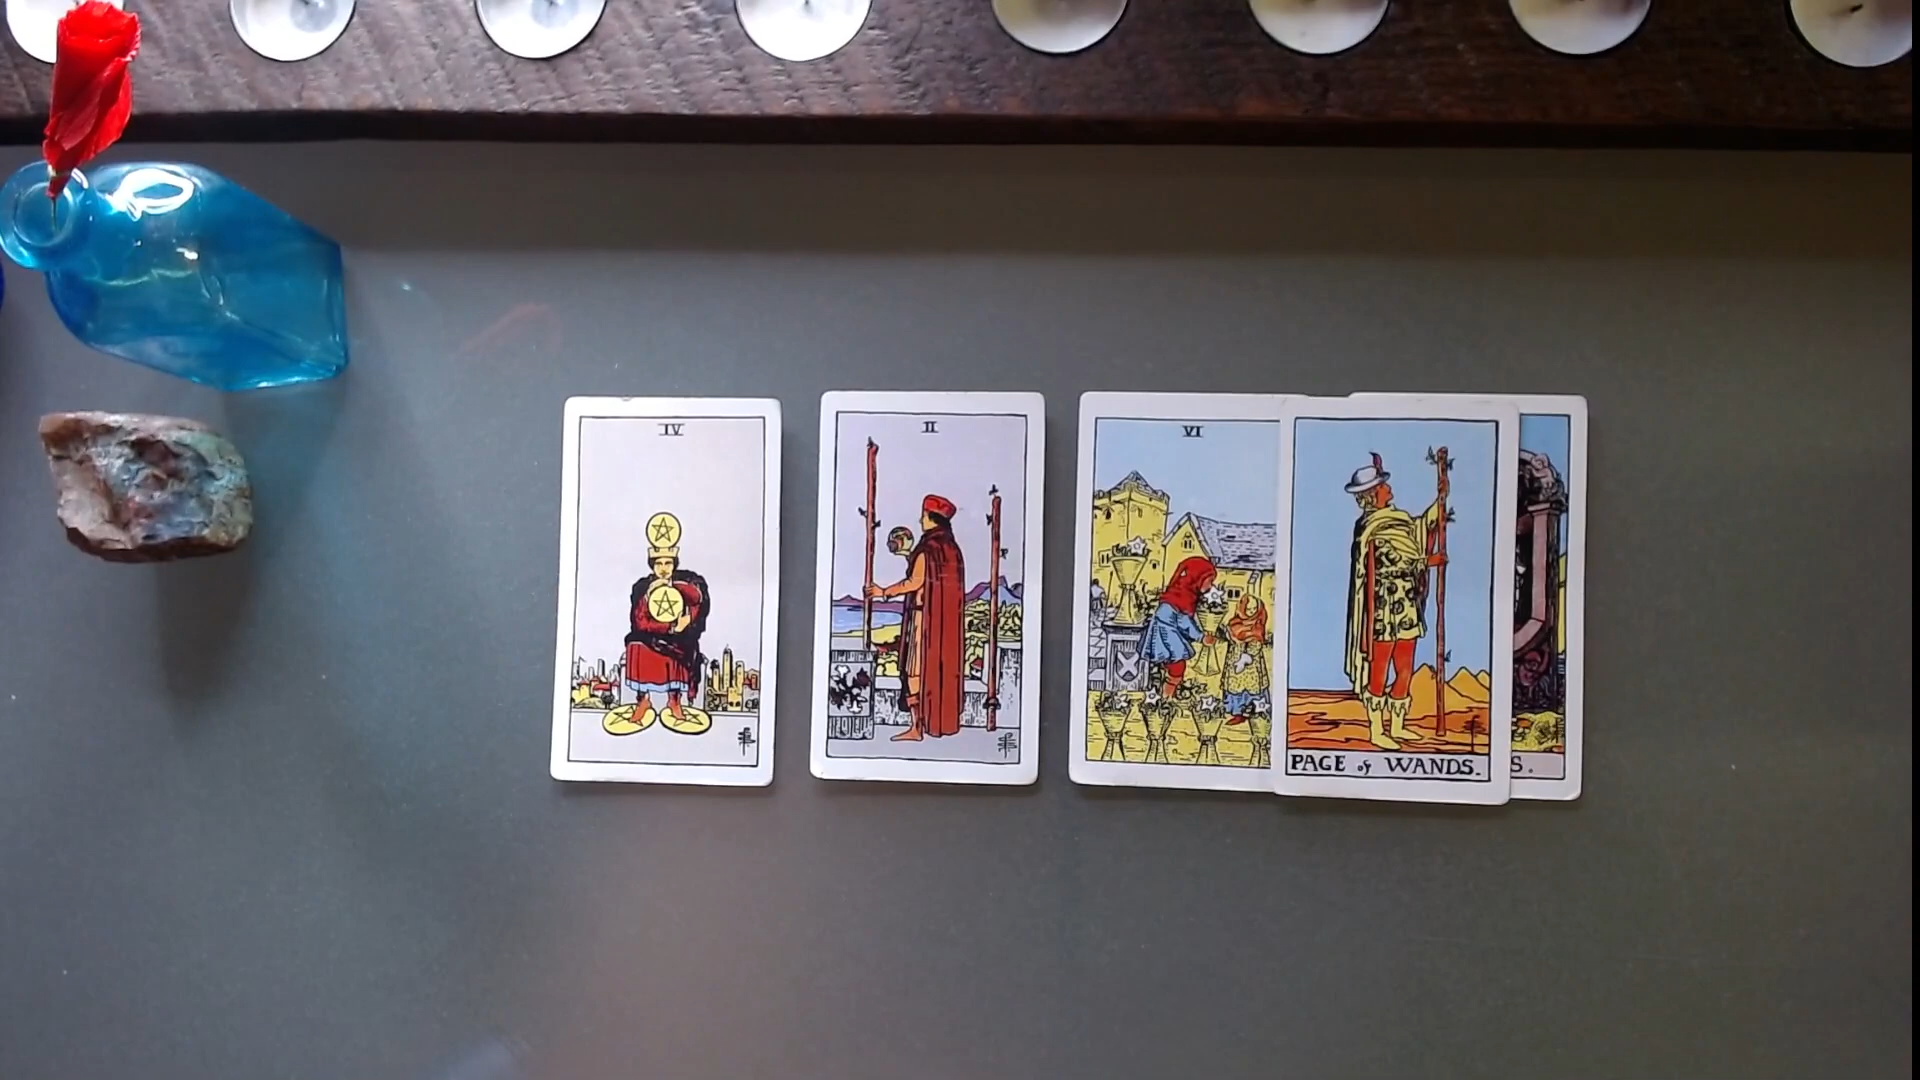 IV
II
VI
PAGE of WANDS.
S.